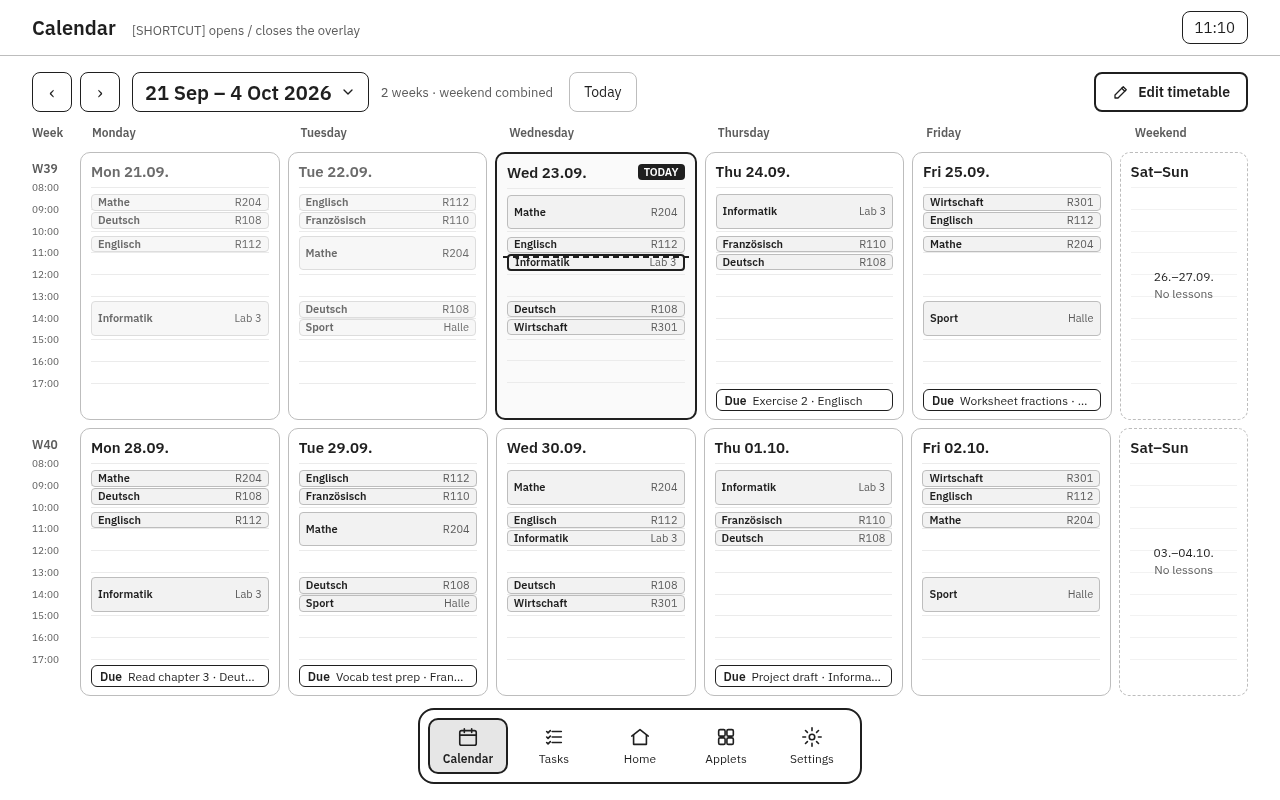 Calendar [SHORTCUT] opens / closes the overlay 11:10
‹ › 21 Sep – 4 Oct 2026 2 weeks · weekend combined Today Edit timetable
Week Monday Tuesday Wednesday Thursday Friday Weekend
W39
08:00
09:00
10:00
11:00
12:00
13:00
14:00
15:00
16:00
17:00
Mon 21.09.
Mathe R204
Deutsch R108
Englisch R112
Informatik Lab 3
Tue 22.09.
Englisch R112
Französisch R110
Mathe R204
Deutsch R108
Sport Halle
Wed 23.09. TODAY
Mathe R204
Englisch R112
Informatik Lab 3
Deutsch R108
Wirtschaft R301
Thu 24.09.
Informatik Lab 3
Französisch R110
Deutsch R108
Due Exercise 2 · Englisch
Fri 25.09.
Wirtschaft R301
Englisch R112
Mathe R204
Sport Halle
Due Worksheet fractions · ...
Sat–Sun
26.–27.09.
No lessons
W40
08:00
09:00
10:00
11:00
12:00
13:00
14:00
15:00
16:00
17:00
Mon 28.09.
Mathe R204
Deutsch R108
Englisch R112
Informatik Lab 3
Due Read chapter 3 · Deut...
Tue 29.09.
Englisch R112
Französisch R110
Mathe R204
Deutsch R108
Sport Halle
Due Vocab test prep · Fran...
Wed 30.09.
Mathe R204
Englisch R112
Informatik Lab 3
Deutsch R108
Wirtschaft R301
Thu 01.10.
Informatik Lab 3
Französisch R110
Deutsch R108
Due Project draft · Informa...
Fri 02.10.
Wirtschaft R301
Englisch R112
Mathe R204
Sport Halle
Sat–Sun
03.–04.10.
No lessons
Calendar Tasks Home Applets Settings